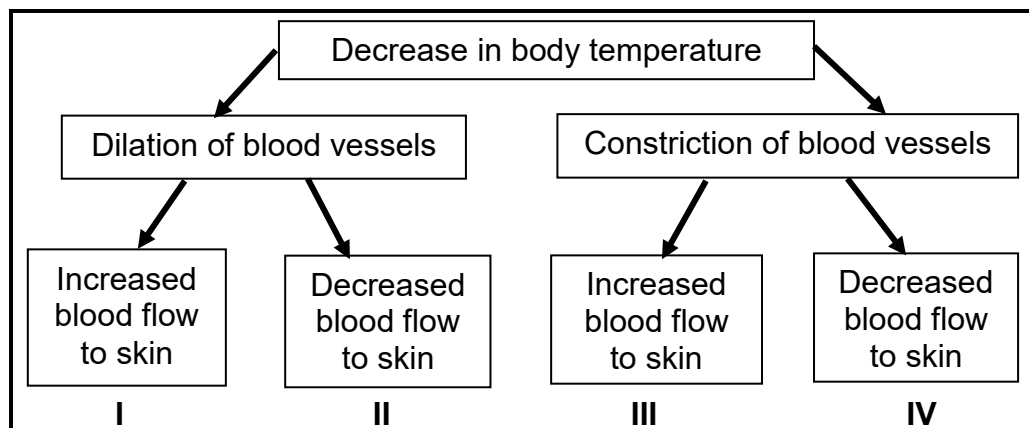 Decrease in body temperature
Dilation of blood vessels
Constriction of blood vessels
Increased
blood flow
to skin
Decreased
blood flow
to skin
Increased
blood flow
to skin
Decreased
blood flow
to skin
I
II
III
IV